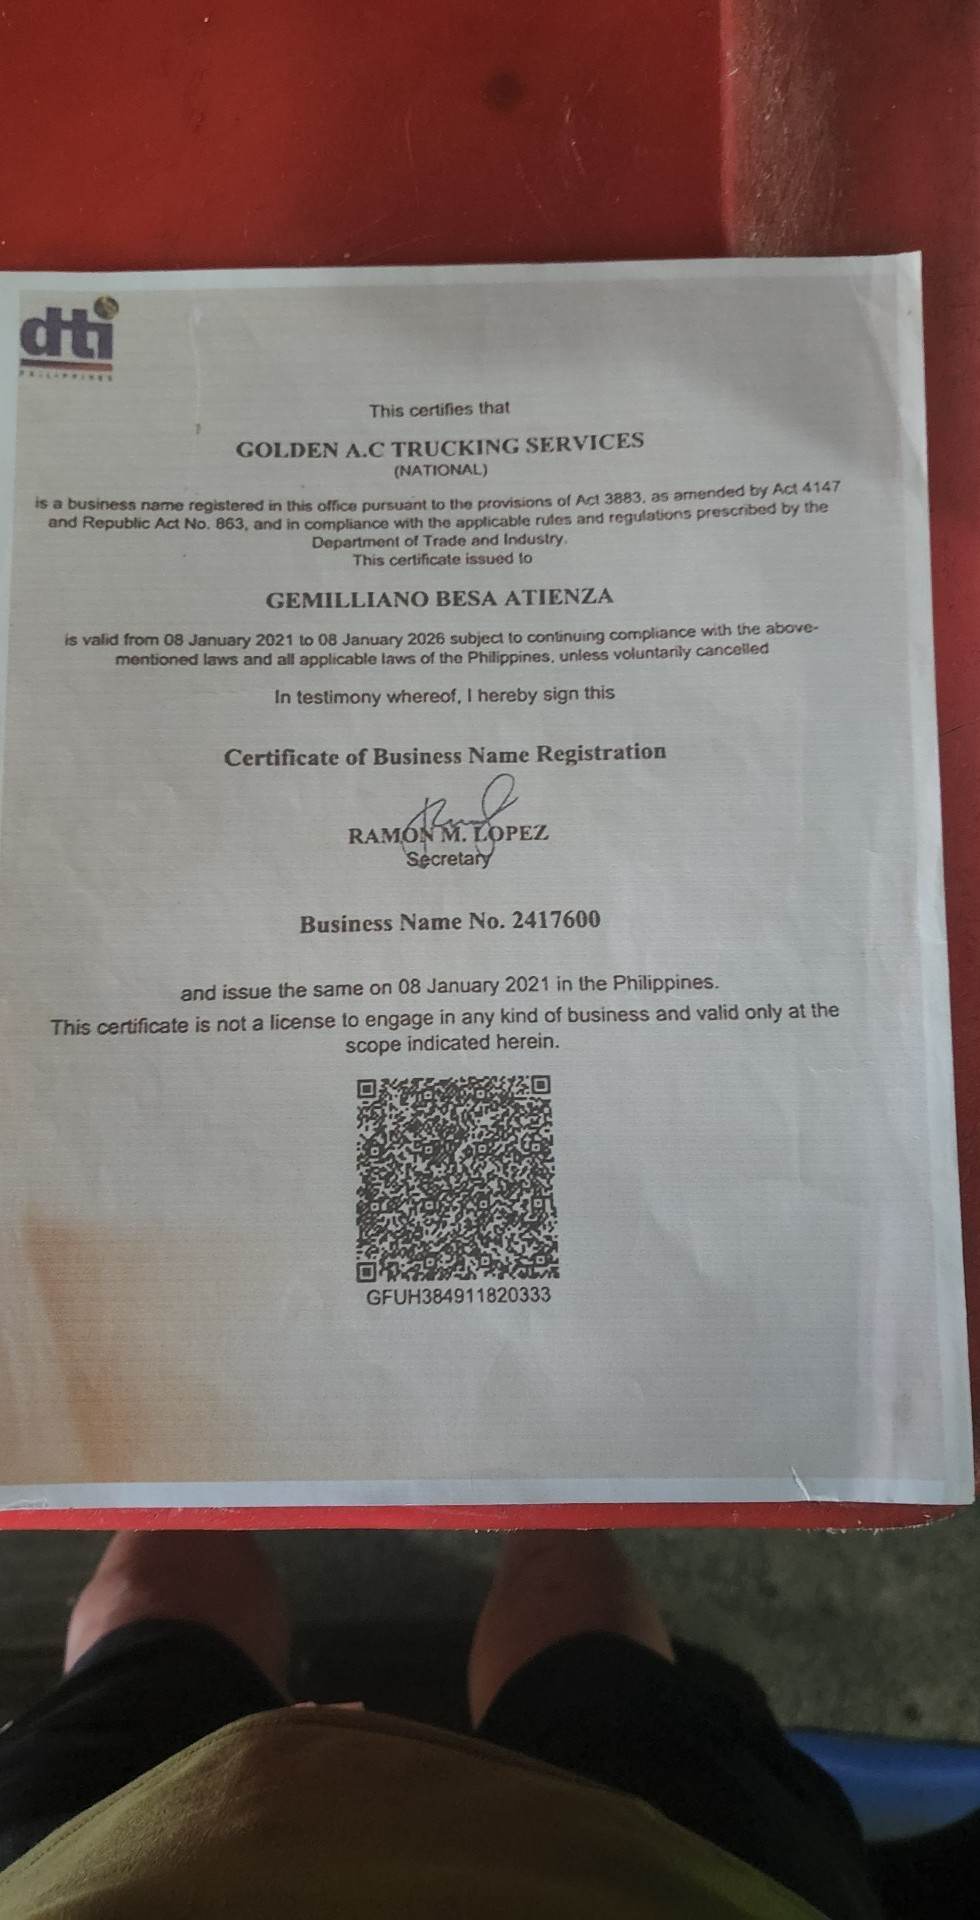 dti
PHILIPPINES
This certifies that
GOLDEN A.C TRUCKING SERVICES
(NATIONAL)
is a business name registered in this office pursuant to the provisions of Act 3883, as amended by Act 4147
and Republic Act No. 863, and in compliance with the applicable rules and regulations prescribed by the
Department of Trade and Industry.
This certificate issued to
GEMILLIANO BESA ATIENZA
is valid from 08 January 2021 to 08 January 2026 subject to continuing compliance with the above-
mentioned laws and all applicable laws of the Philippines, unless voluntarily cancelled
In testimony whereof, I hereby sign this
Certificate of Business Name Registration
RAMON M. LOPEZ
Secretary
Business Name No. 2417600
and issue the same on 08 January 2021 in the Philippines.
This certificate is not a license to engage in any kind of business and valid only at the
scope indicated herein.
GFUH384911820333